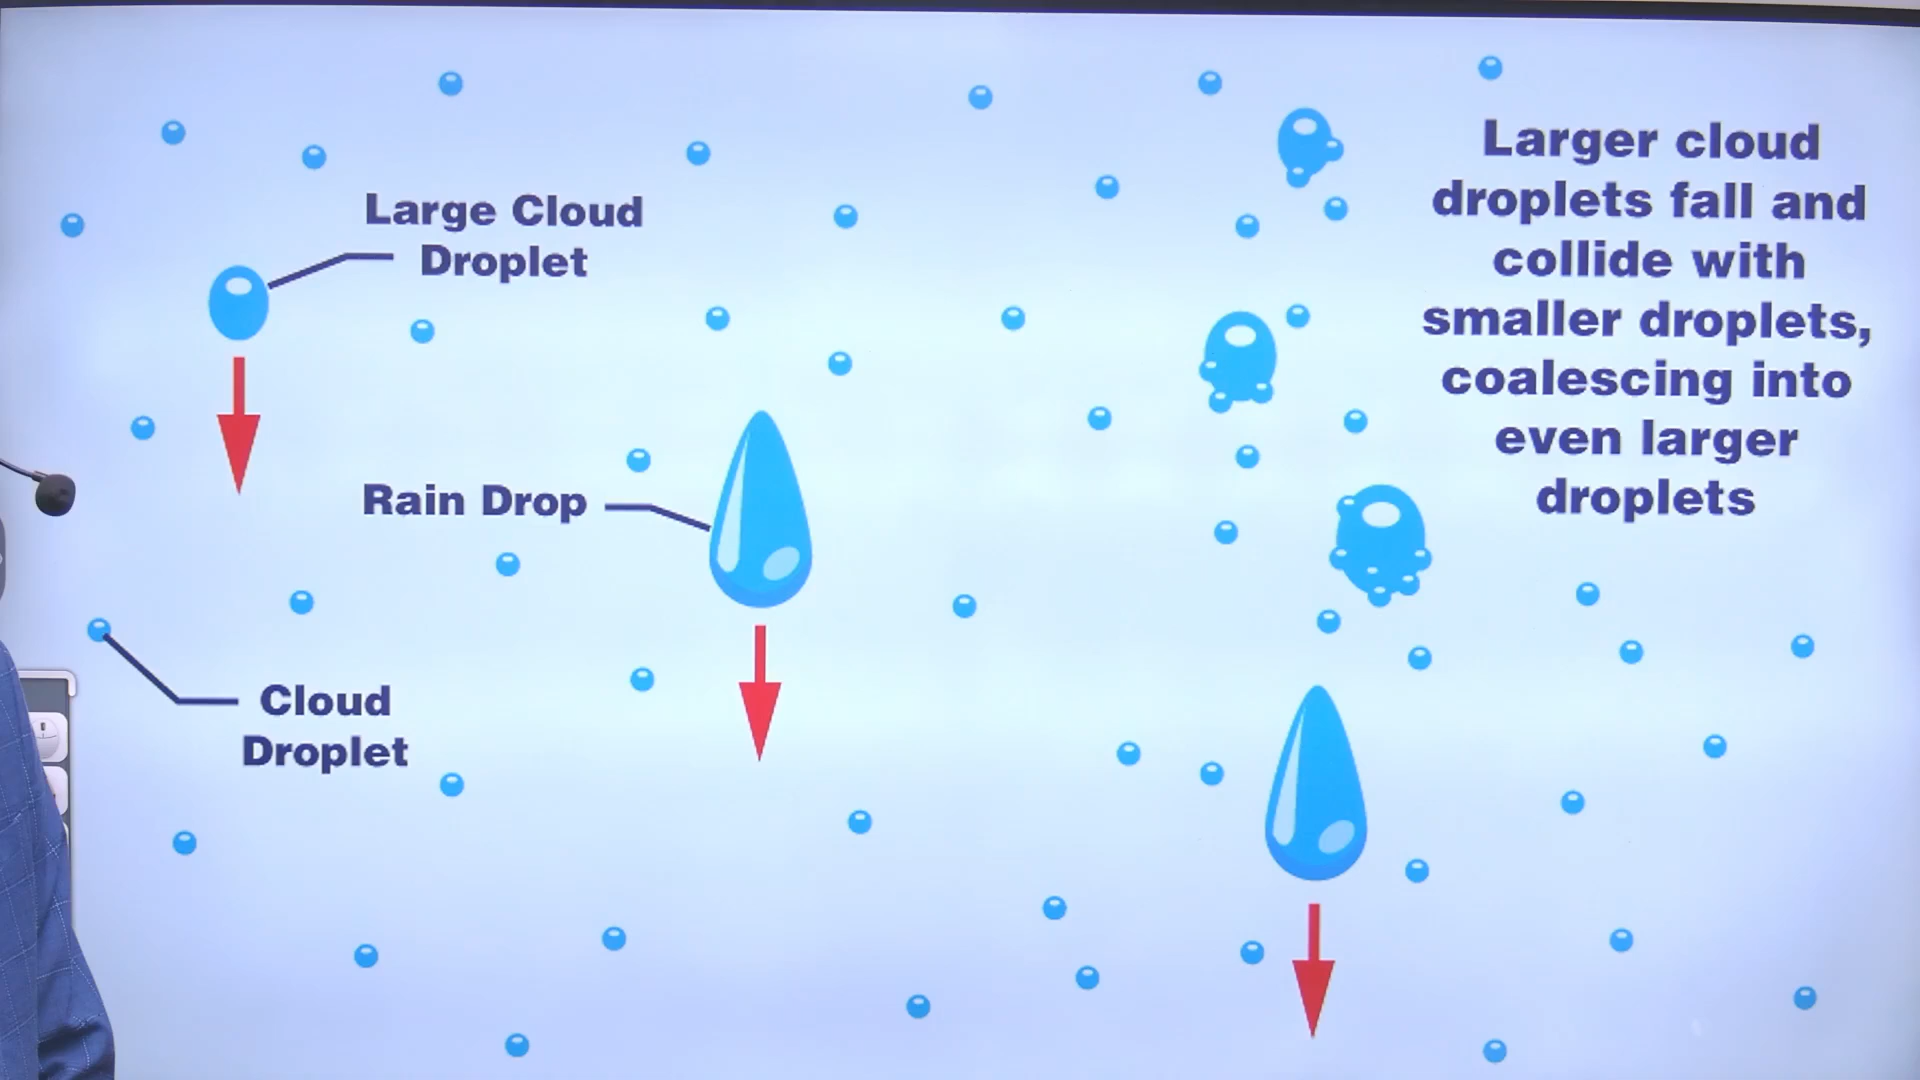 Large Cloud
Droplet
Rain Drop
Cloud
Droplet
Larger cloud
droplets fall and
collide with
smaller droplets,
coalescing into
even larger
droplets